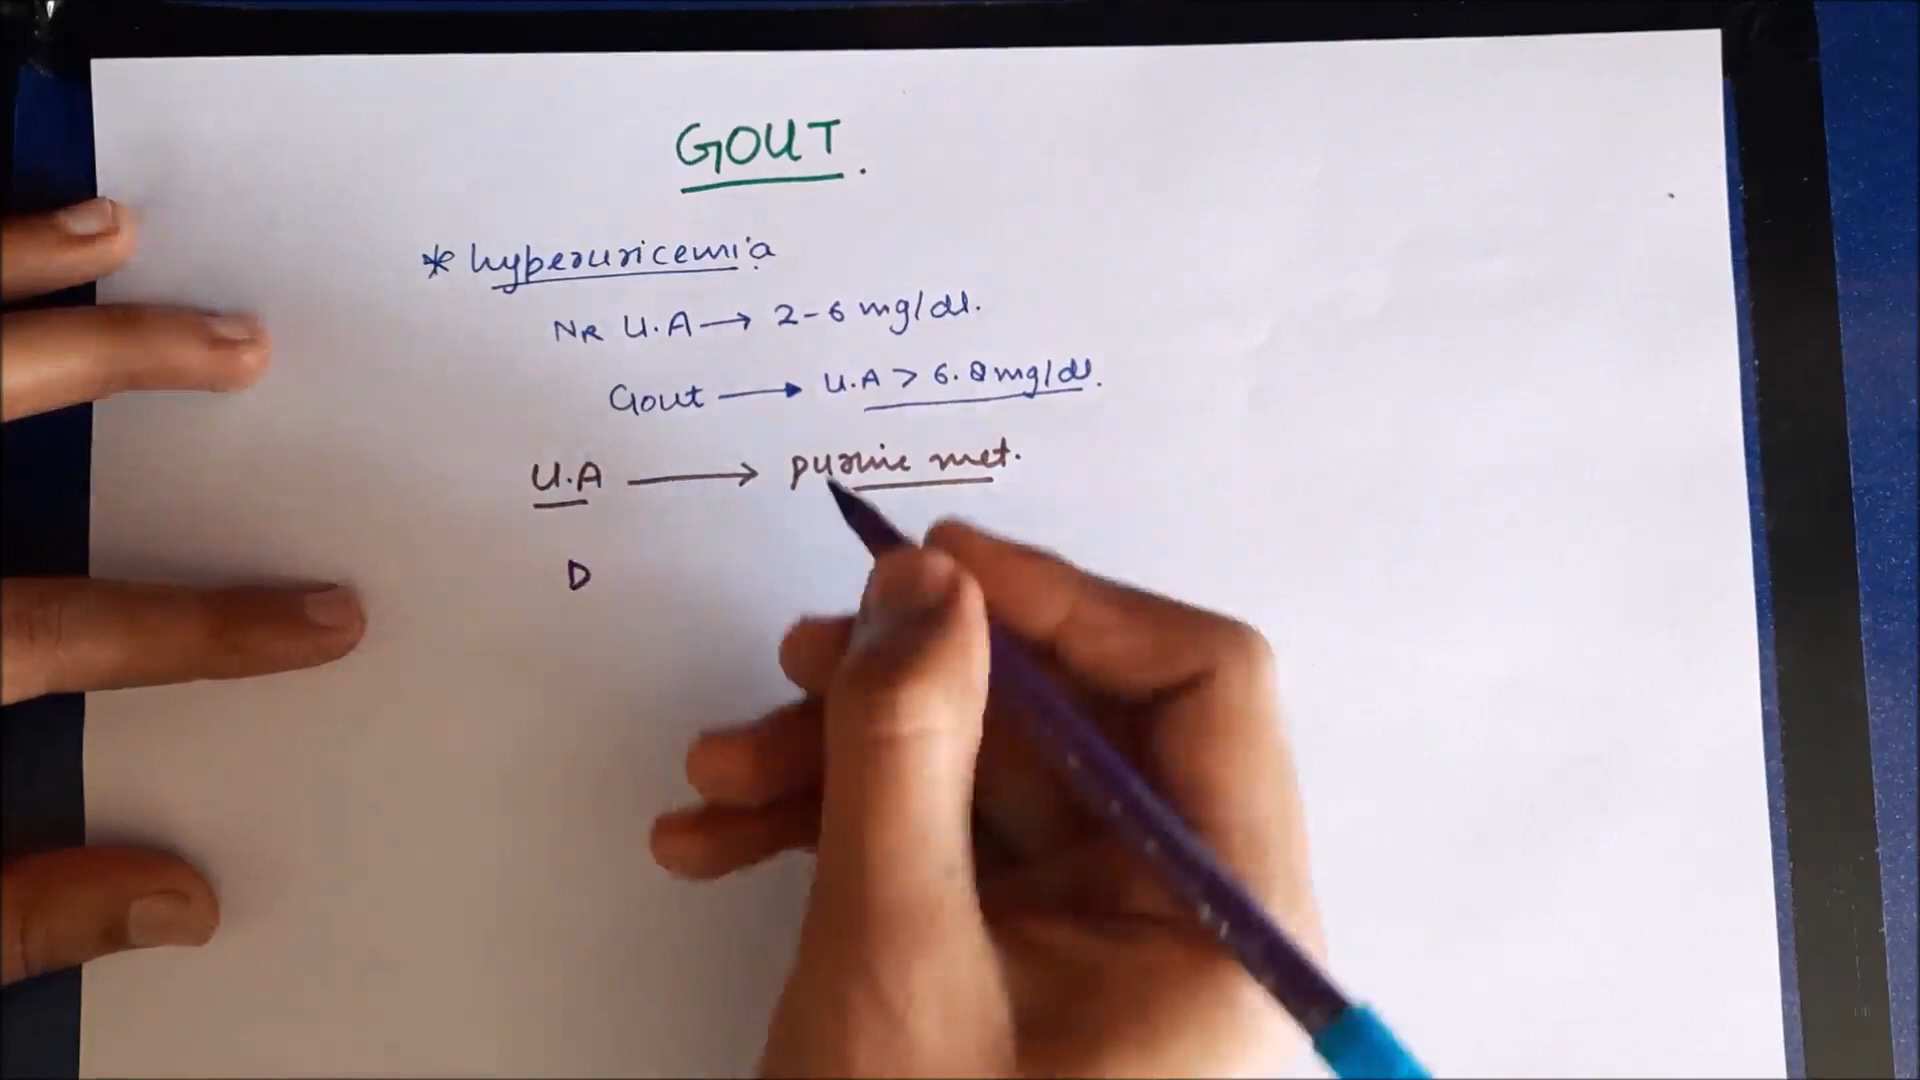 GOUT.
* hyperuricemia
NR U.A → 2-6 mg/dl.
Gout → U.A > 6.8 mg/dl.
U.A → purine met.
D